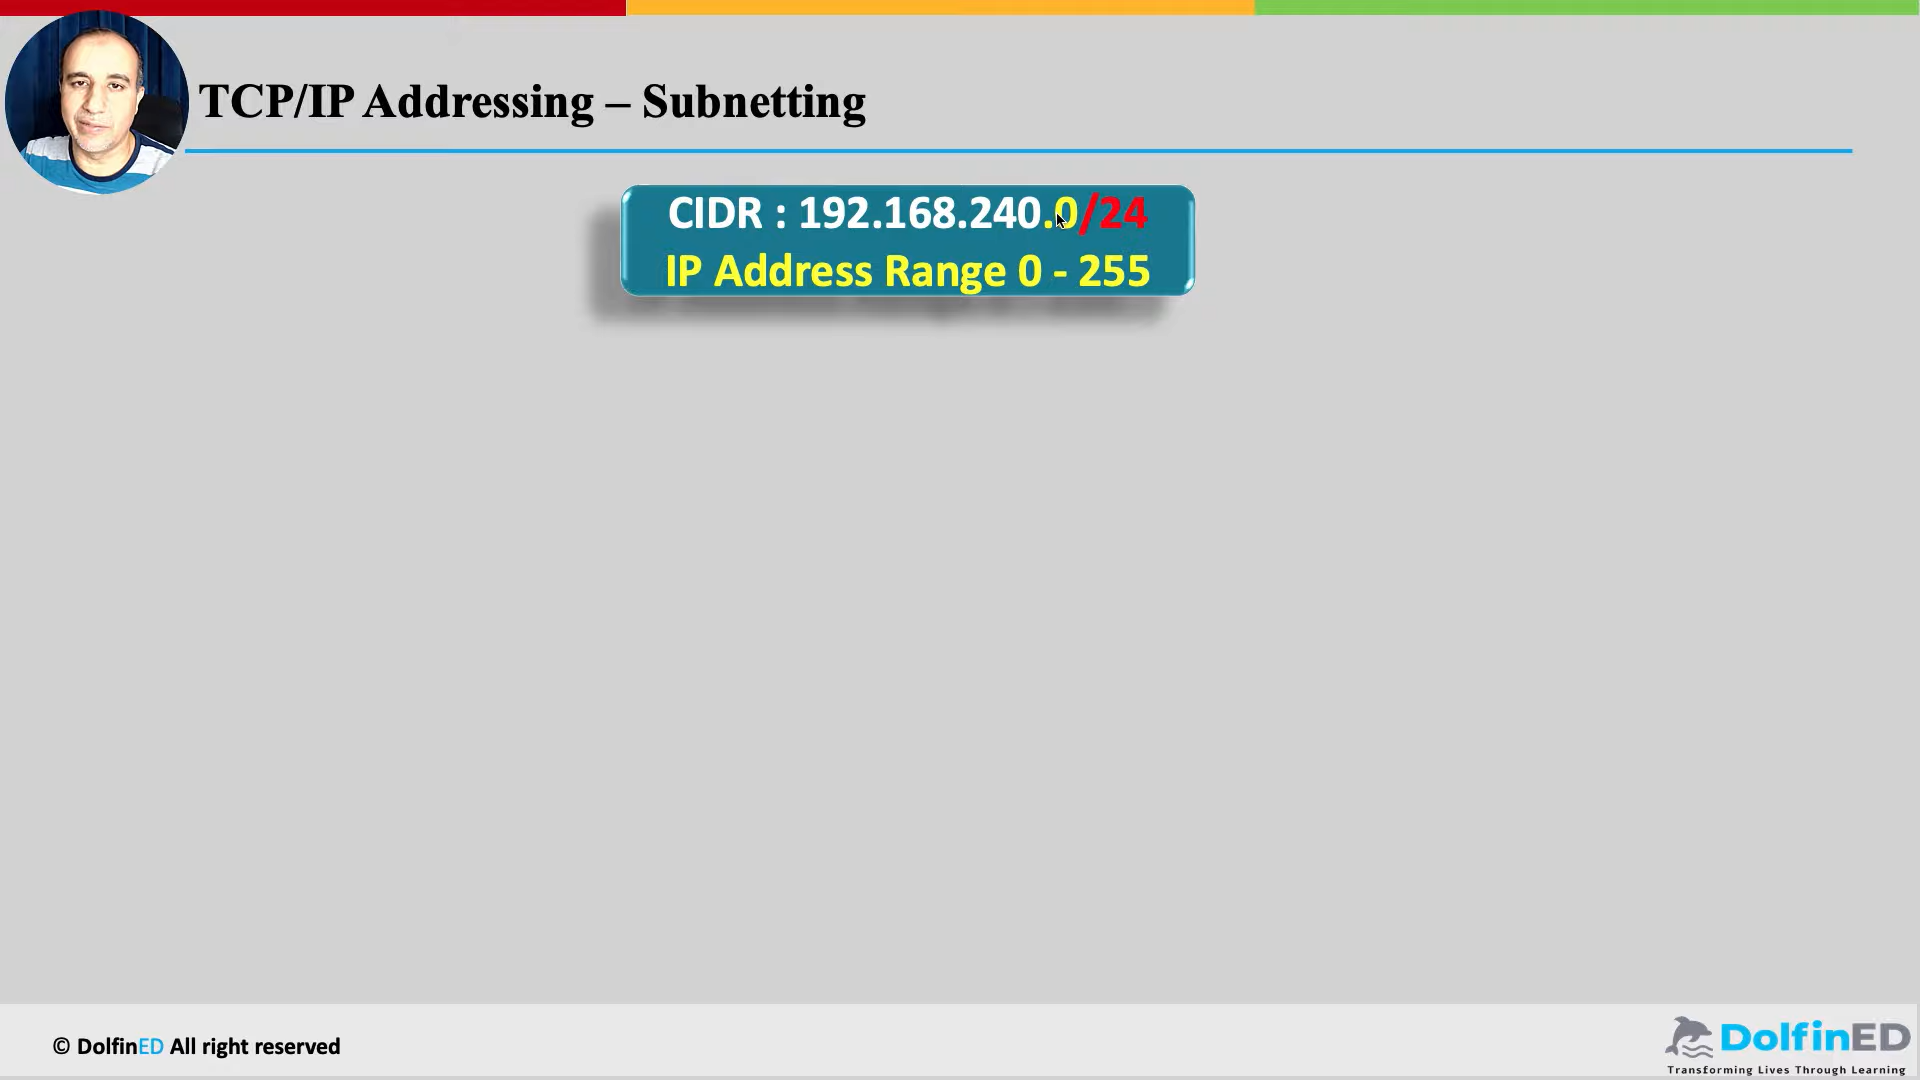 TCP/IP Addressing – Subnetting
CIDR : 192.168.240.0/24
IP Address Range 0 - 255
© DolfinED All right reserved
DolfinED
Transforming Lives Through Learning